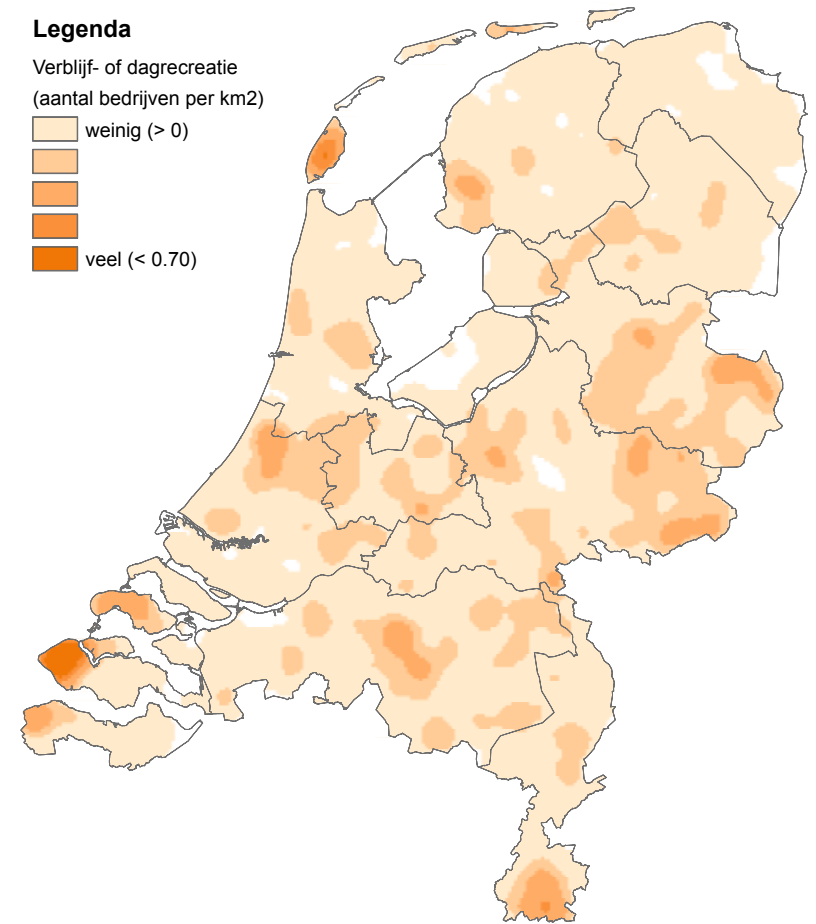 Legenda
Verblijf- of dagrecreatie
(aantal bedrijven per km2)
weinig (> 0)
veel (< 0.70)